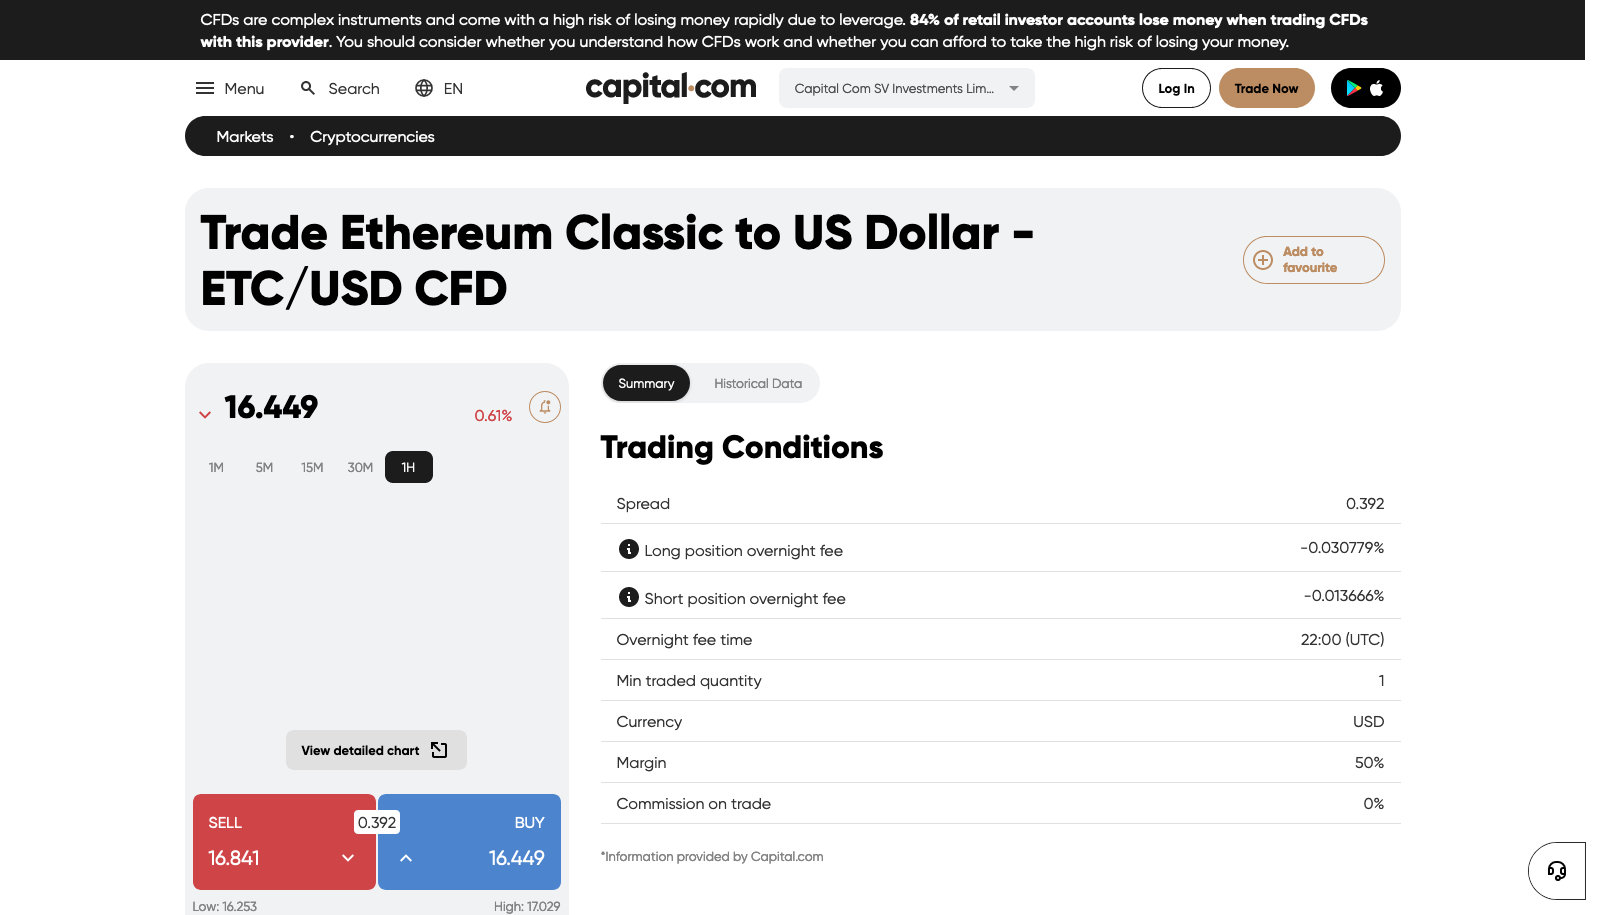 CFDs are complex instruments and come with a high risk of losing money rapidly due to leverage. 84% of retail investor accounts lose money when trading CFDs
with this provider. You should consider whether you understand how CFDs work and whether you can afford to take the high risk of losing your money.
Menu Search EN capital.com Capital Com SV Investments Lim... Log In Trade Now
Markets • Cryptocurrencies
Trade Ethereum Classic to US Dollar -
ETC/USD CFD
Add to
favourite
16.449 0.61%
1M 5M 15M 30M 1H
View detailed chart
SELL 0.392 BUY
16.841 16.449
Low: 16.253 High: 17.029
Summary Historical Data
Trading Conditions
Spread 0.392
Long position overnight fee -0.030779%
Short position overnight fee -0.013666%
Overnight fee time 22:00 (UTC)
Min traded quantity 1
Currency USD
Margin 50%
Commission on trade 0%
*Information provided by Capital.com